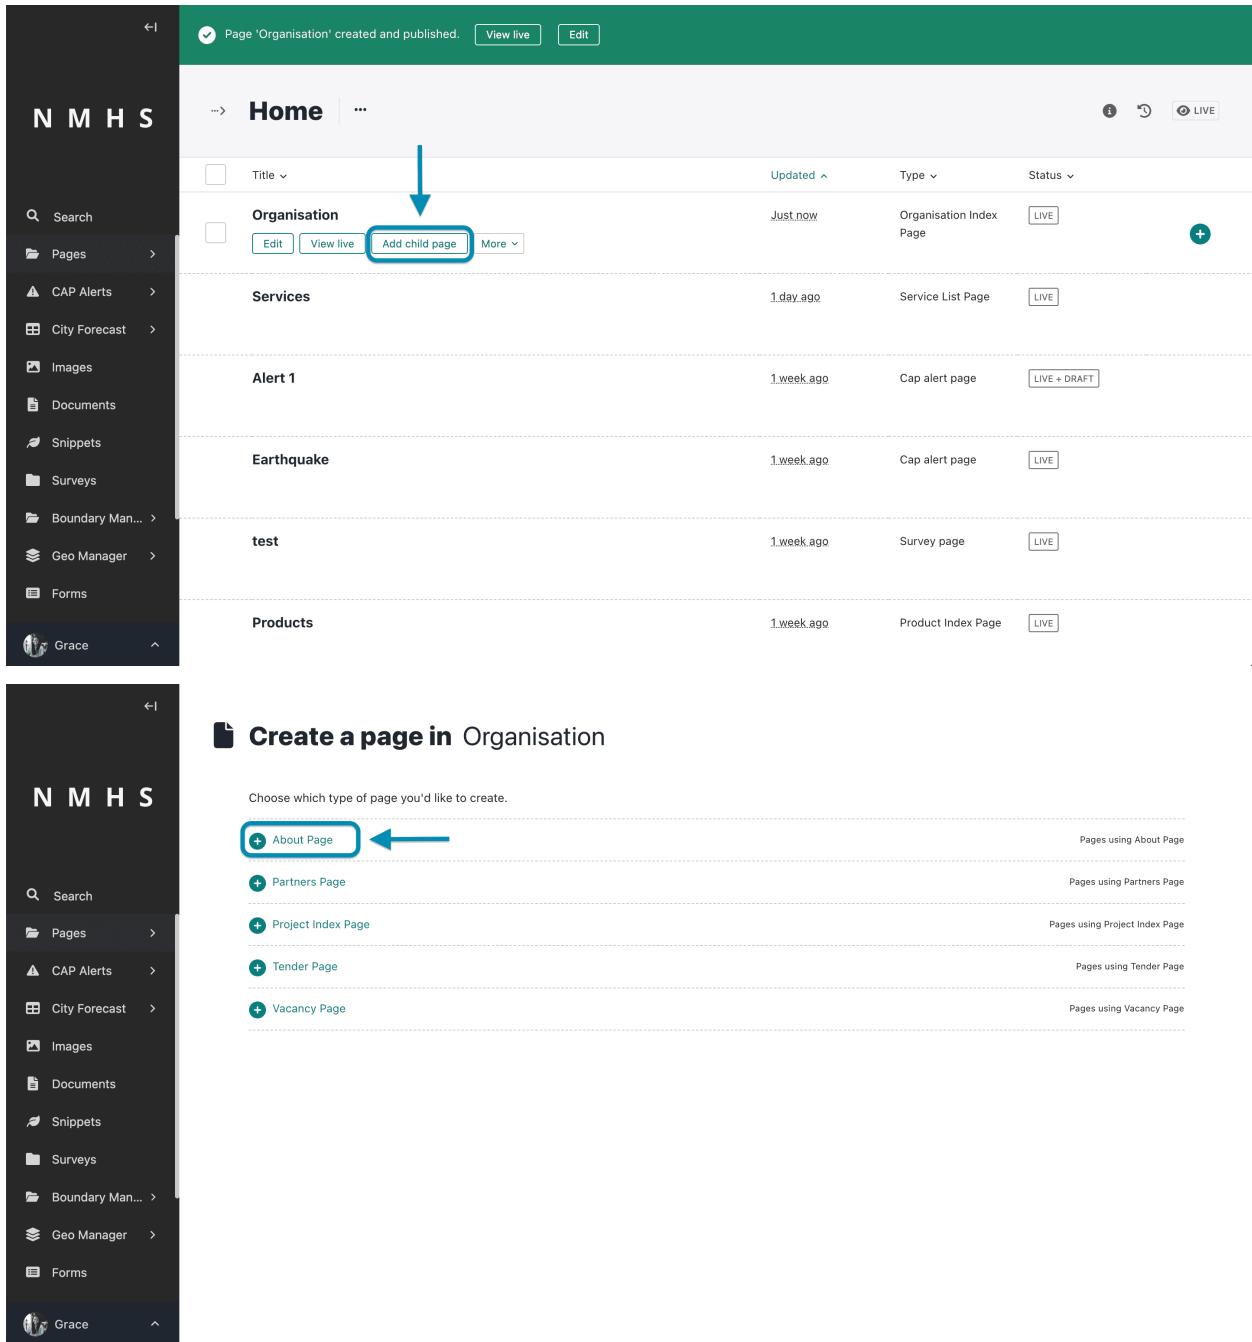 Page 'Organisation' created and published. View live Edit
NMHS
Home
LIVE
Title Updated Type Status
Search
Pages
CAP Alerts
City Forecast
Images
Documents
Snippets
Surveys
Boundary Man...
Geo Manager
Forms
Grace
Organisation Just now Organisation Index LIVE
Page
Edit View live Add child page More
Services 1 day ago Service List Page LIVE
Alert 1 1 week ago Cap alert page LIVE + DRAFT
Earthquake 1 week ago Cap alert page LIVE
test 1 week ago Survey page LIVE
Products 1 week ago Product Index Page LIVE
NMHS
Search
Pages
CAP Alerts
City Forecast
Images
Documents
Snippets
Surveys
Boundary Man...
Geo Manager
Forms
Grace
Create a page in Organisation
Choose which type of page you'd like to create.
About Page Pages using About Page
Partners Page Pages using Partners Page
Project Index Page Pages using Project Index Page
Tender Page Pages using Tender Page
Vacancy Page Pages using Vacancy Page